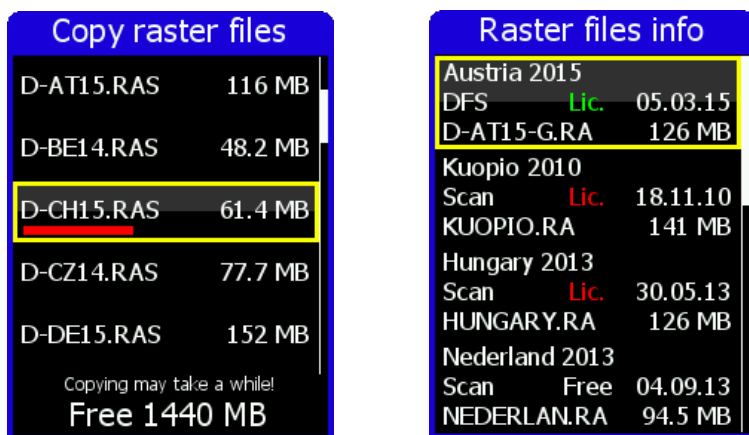 Copy raster files
D-AT15.RAS 116 MB
D-BE14.RAS 48.2 MB
D-CH15.RAS 61.4 MB
D-CZ14.RAS 77.7 MB
D-DE15.RAS 152 MB
Copying may take a while!
Free 1440 MB
Raster files info
Austria 2015
DFS Lic. 05.03.15
D-AT15-G.RA 126 MB
Kuopio 2010
Scan Lic. 18.11.10
KUOPIO.RA 141 MB
Hungary 2013
Scan Lic. 30.05.13
HUNGARY.RA 126 MB
Nederland 2013
Scan Free 04.09.13
NEDERLAN.RA 94.5 MB